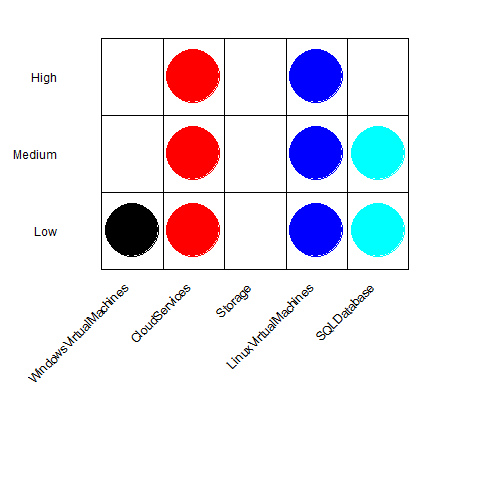 High
Medium
Low
WindowsVirtualMachines
CloudServices
Storage
LinuxVirtualMachines
SQLDatabase